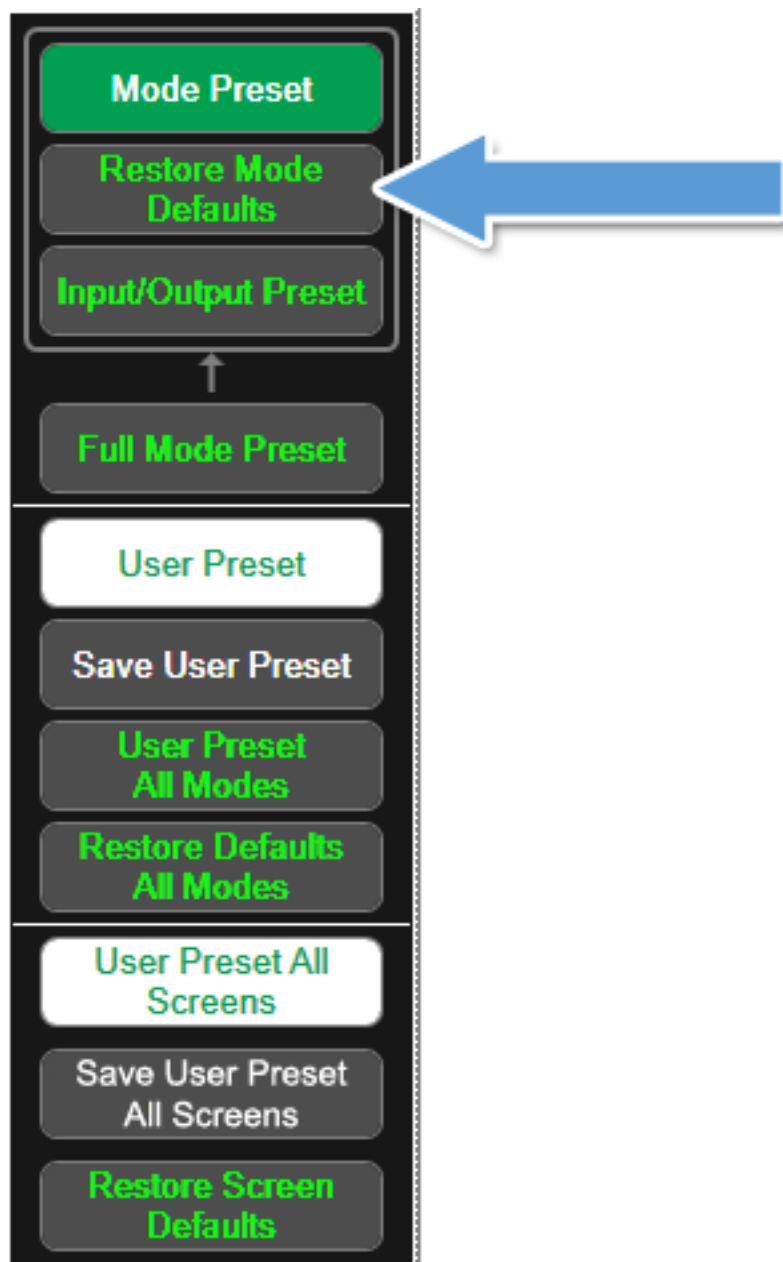 Mode Preset
Restore Mode
Defaults
Input/Output Preset
Full Mode Preset
User Preset
Save User Preset
User Preset
All Modes
Restore Defaults
All Modes
User Preset All
Screens
Save User Preset
All Screens
Restore Screen
Defaults